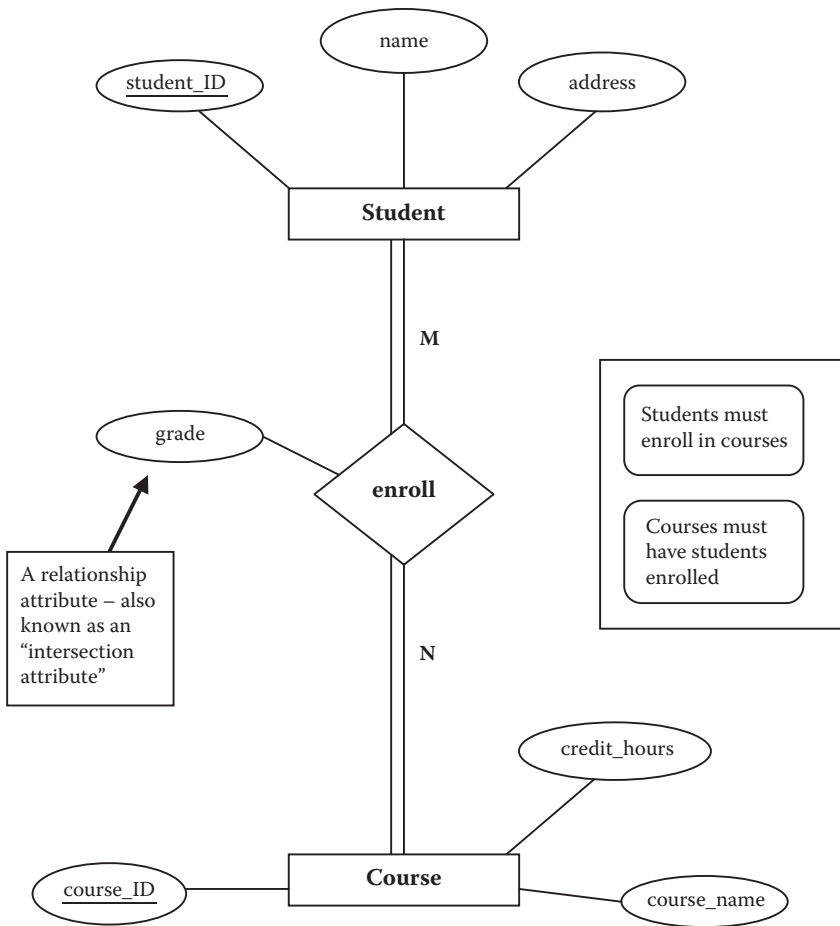 name
student_ID
address
Student
M
Students must
enroll in courses
grade
enroll
Courses must
have students
enrolled
A relationship
attribute – also
known as an
“intersection
attribute”
N
credit_hours
Course
course_ID
course_name